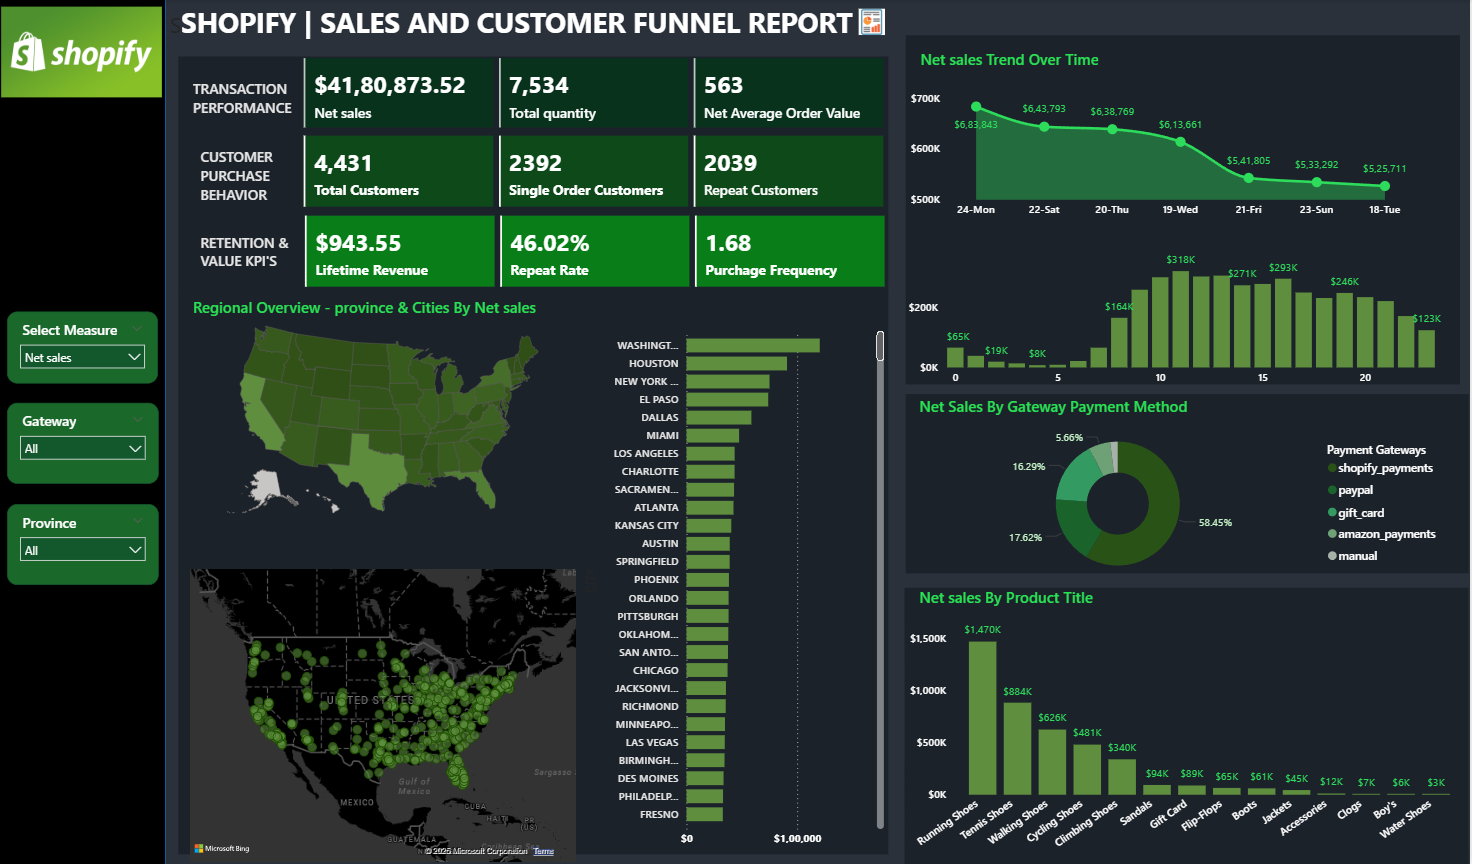 shopify
SHOPIFY | SALES AND CUSTOMER FUNNEL REPORT
Select Measure
Net sales
Gateway
All
Province
All
TRANSACTION
PERFORMANCE
$41,80,873.52
Net sales
7,534
Total quantity
563
Net Average Order Value
CUSTOMER
PURCHASE
BEHAVIOR
4,431
Total Customers
2392
Single Order Customers
2039
Repeat Customers
RETENTION &
VALUE KPI'S
$943.55
Lifetime Revenue
46.02%
Repeat Rate
1.68
Purchage Frequency
Regional Overview - province & Cities By Net sales
WASHINGT...
HOUSTON
NEW YORK ...
EL PASO
DALLAS
MIAMI
LOS ANGELES
CHARLOTTE
SACRAMEN...
ATLANTA
KANSAS CITY
AUSTIN
SPRINGFIELD
PHOENIX
ORLANDO
PITTSBURGH
OKLAHOM...
SAN ANTO...
CHICAGO
JACKSONVI...
RICHMOND
MINNEAPO...
LAS VEGAS
BIRMINGH...
DES MOINES
PHILADELP...
FRESNO
$0
$1,00,000
UNITED STATES
Gulf of
Mexico
MEXICO
CUBA
HAITI
PR
(US)
GUATEMALA
Caribbean Sea
Sargasso
Microsoft Bing
© 2025 Microsoft Corporation
Terms
Net sales Trend Over Time
$700K
$600K
$500K
$6,83,843
$6,43,793
$6,38,769
$6,13,661
$5,41,805
$5,33,292
$5,25,711
24-Mon
22-Sat
20-Thu
19-Wed
21-Fri
23-Sun
18-Tue
$200K
$0K
$65K
$19K
$8K
$164K
$318K
$271K
$293K
$246K
$123K
0
5
10
15
20
Net Sales By Gateway Payment Method
5.66%
16.29%
17.62%
58.45%
Payment Gateways
shopify_payments
paypal
gift_card
amazon_payments
manual
Net sales By Product Title
$1,500K
$1,000K
$500K
$0K
$1,470K
$884K
$626K
$481K
$340K
$94K
$89K
$65K
$61K
$45K
$12K
$7K
$6K
$3K
Running Shoes
Tennis Shoes
Walking Shoes
Cycling Shoes
Climbing Shoes
Sandals
Gift Card
Flip-Flops
Boots
Jackets
Accessories
Clogs
Boy's
Water Shoes